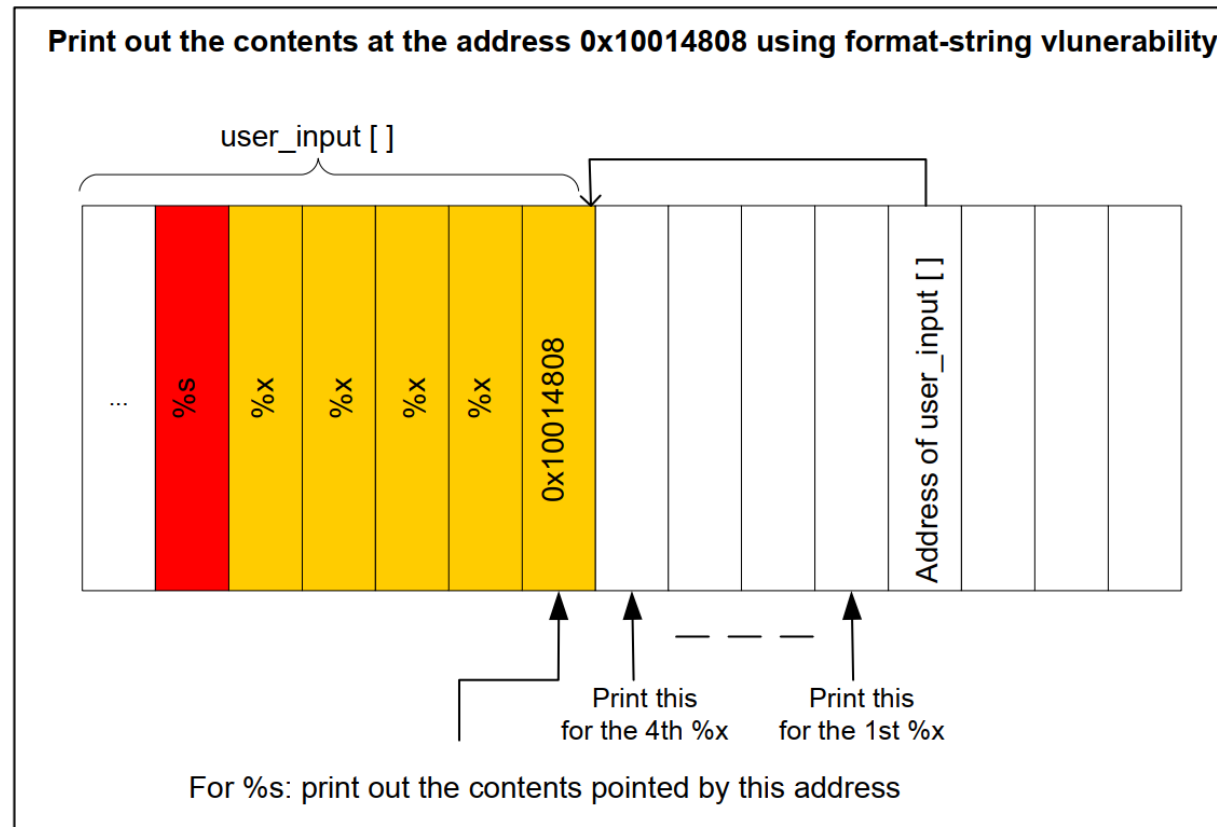 Print out the contents at the address 0x10014808 using format-string vlunerability
user_input [ ]
...
%s
%x
%x
%x
%x
0x10014808
Address of user_input [ ]
Print this
for the 4th %x
Print this
for the 1st %x
For %s: print out the contents pointed by this address